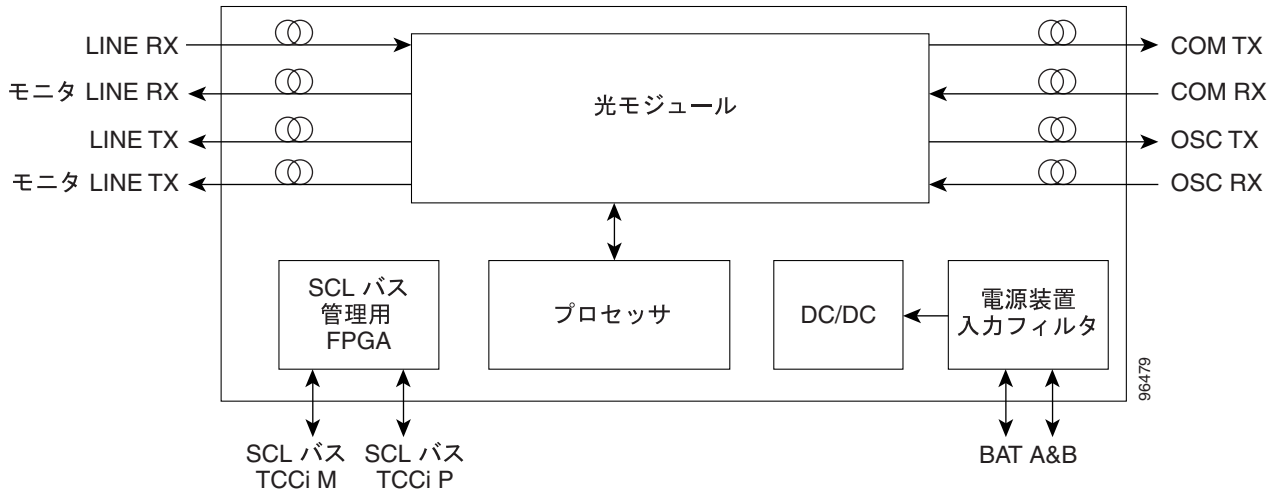 LINE RX
モニタ LINE RX
LINE TX
モニタ LINE TX
光モジュール
COM TX
COM RX
OSC TX
OSC RX
SCL バス
管理用
FPGA
プロセッサ
DC/DC
電源装置
入力フィルタ
SCL バス
TCCi M
SCL バス
TCCi P
BAT A&B
96479